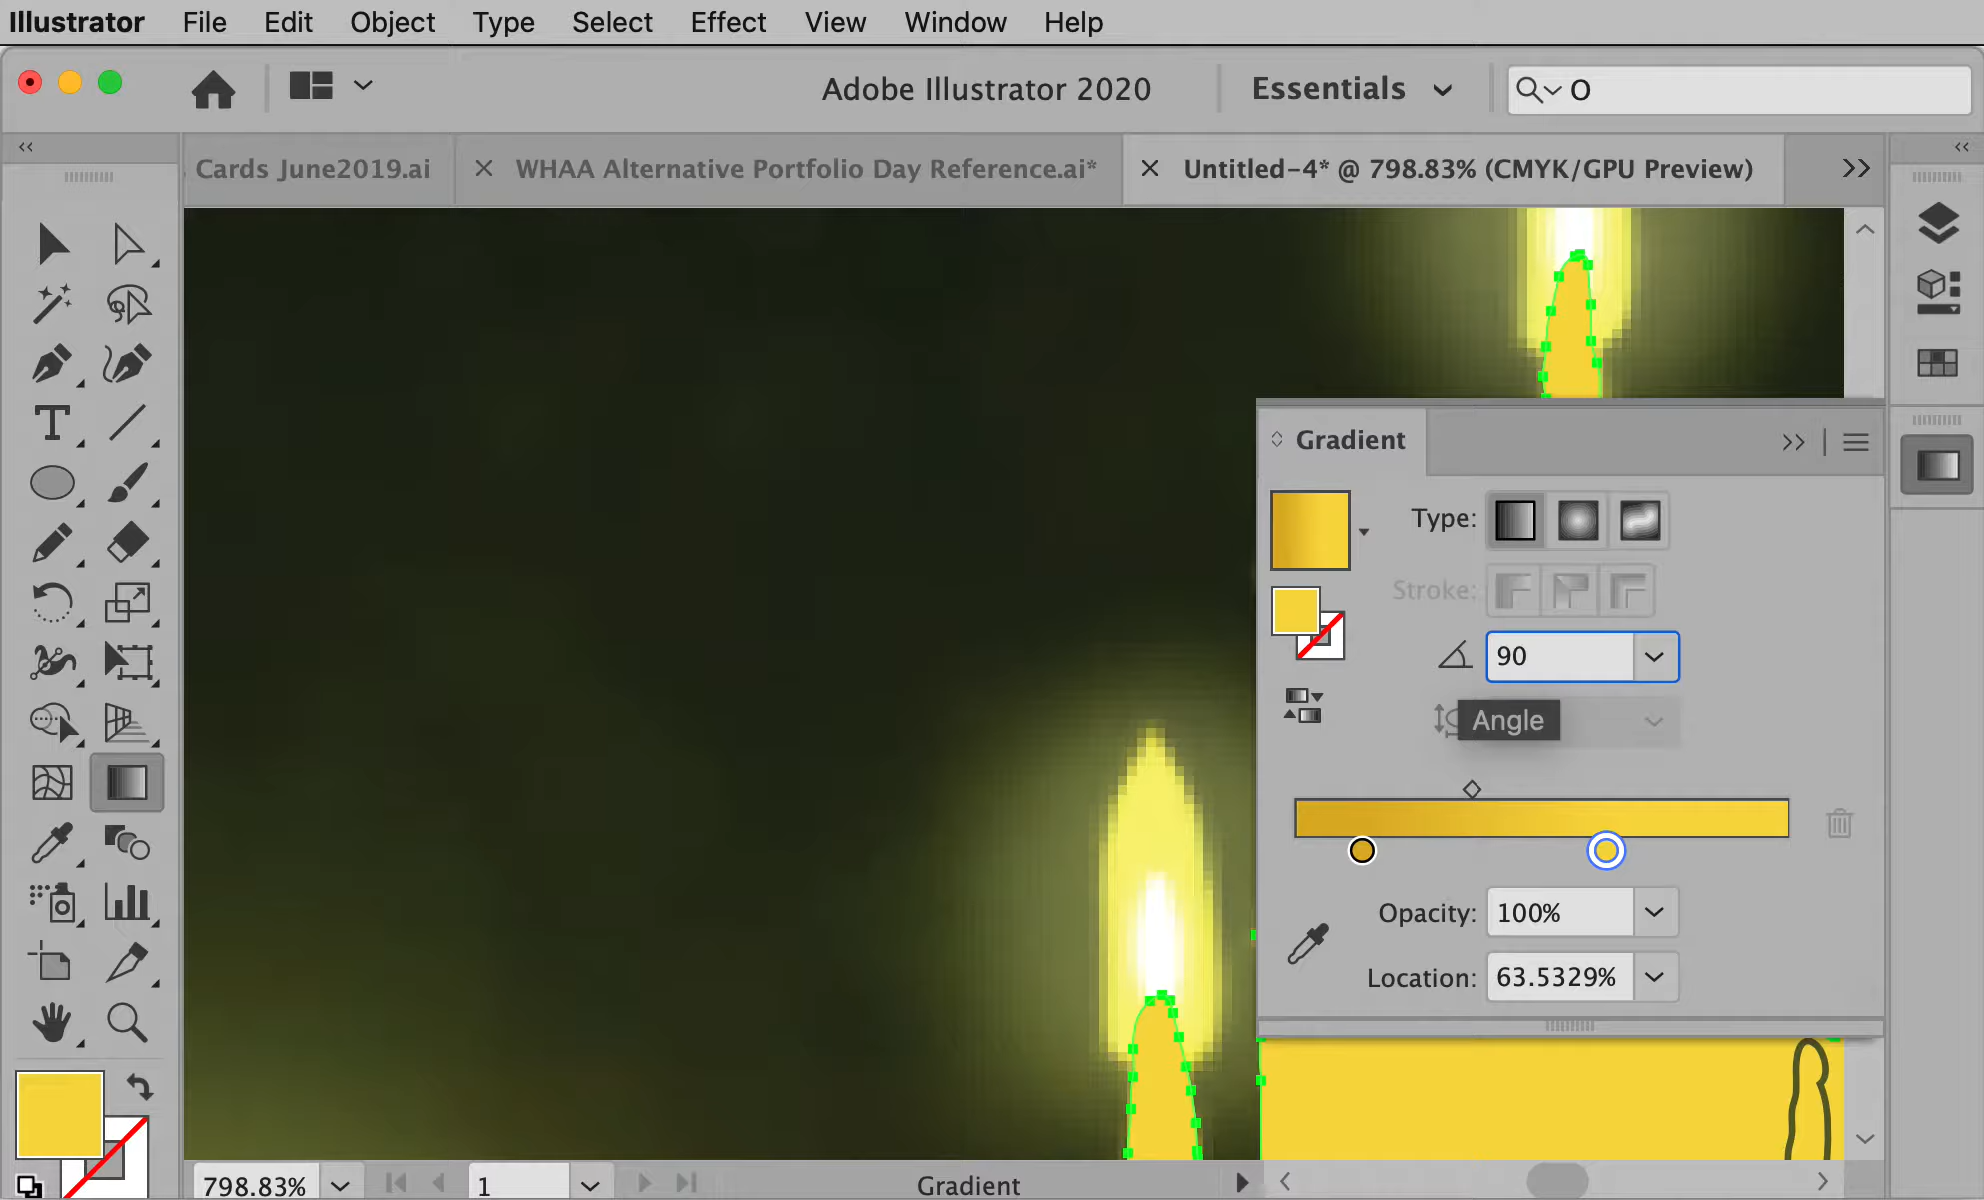 Illustrator File Edit Object Type Select Effect View Window Help
Adobe Illustrator 2020 Essentials O
Cards June2019.ai WHAA Alternative Portfolio Day Reference.ai* Untitled-4* @ 798.83% (CMYK/GPU Preview)
Gradient
Type:
Stroke:
90
Angle
Opacity: 100%
Location: 63.5329%
798.83% 1 Gradient